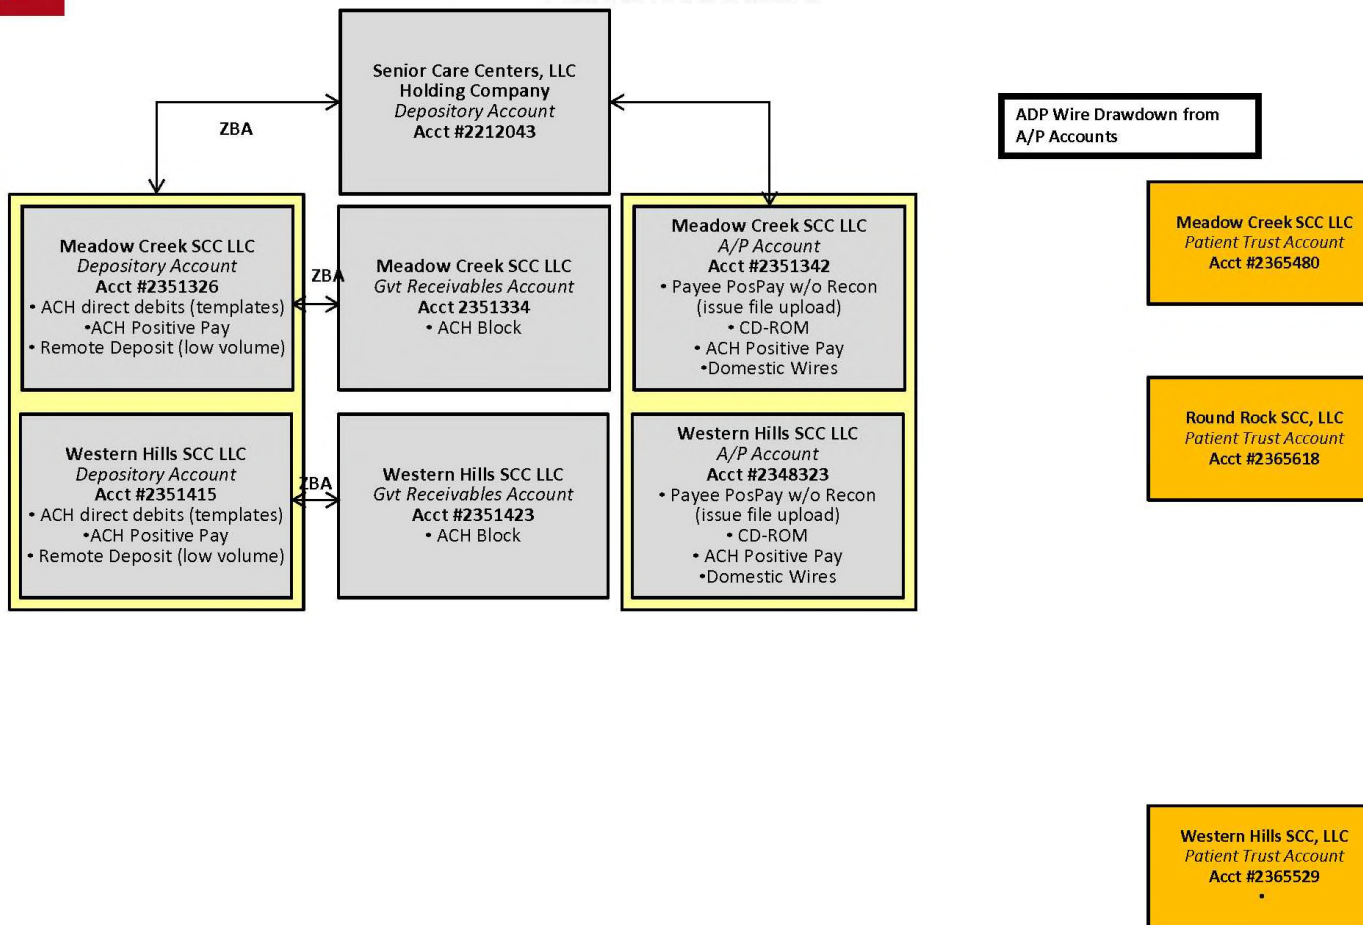 Senior Care Centers, LLC
Holding Company
Depository Account
Acct #2212043
ZBA
ADP Wire Drawdown from
A/P Accounts
Meadow Creek SCC LLC
Depository Account
Acct #2351326
• ACH direct debits (templates)
•ACH Positive Pay
• Remote Deposit (low volume)
ZBA
Meadow Creek SCC LLC
Gvt Receivables Account
Acct 2351334
• ACH Block
Meadow Creek SCC LLC
A/P Account
Acct #2351342
• Payee PosPay w/o Recon
(issue file upload)
• CD-ROM
• ACH Positive Pay
•Domestic Wires
Meadow Creek SCC LLC
Patient Trust Account
Acct #2365480
Western Hills SCC LLC
Depository Account
Acct #2351415
• ACH direct debits (templates)
•ACH Positive Pay
• Remote Deposit (low volume)
ZBA
Western Hills SCC LLC
Gvt Receivables Account
Acct #2351423
• ACH Block
Western Hills SCC LLC
A/P Account
Acct #2348323
• Payee PosPay w/o Recon
(issue file upload)
• CD-ROM
• ACH Positive Pay
•Domestic Wires
Round Rock SCC, LLC
Patient Trust Account
Acct #2365618
Western Hills SCC, LLC
Patient Trust Account
Acct #2365529
•